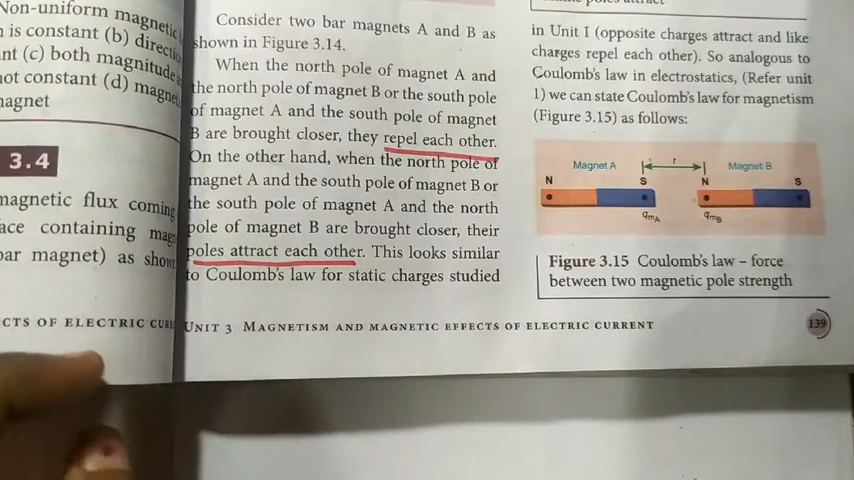 Non-uniform magnetic
is constant (b) direction
nt (c) both magnitude
not constant (d) magnet
magnet
3.4
magnetic flux coming
ace containing
bar magnet) as shown
CTS OF ELECTRIC CURR
Consider two bar magnets A and B as
shown in Figure 3.14.
When the north pole of magnet A and
the north pole of magnet B or the south pole
of magnet A and the south pole of magnet
B are brought closer, they repel each other.
On the other hand, when the north pole of
magnet A and the south pole of magnet B or
the south pole of magnet A and the north
pole of magnet B are brought closer, their
poles attract each other. This looks similar
to Coulomb's law for static charges studied
in Unit I (opposite charges attract and like
charges repel each other). So analogous to
Coulomb's law in electrostatics, (Refer unit
1) we can state Coulomb's law for magnetism
(Figure 3.15) as follows:
Magnet A r Magnet B
N S N S
qmA qmB
Figure 3.15 Coulomb's law – force
between two magnetic pole strength
UNIT 3 MAGNETISM AND MAGNETIC EFFECTS OF ELECTRIC CURRENT
139